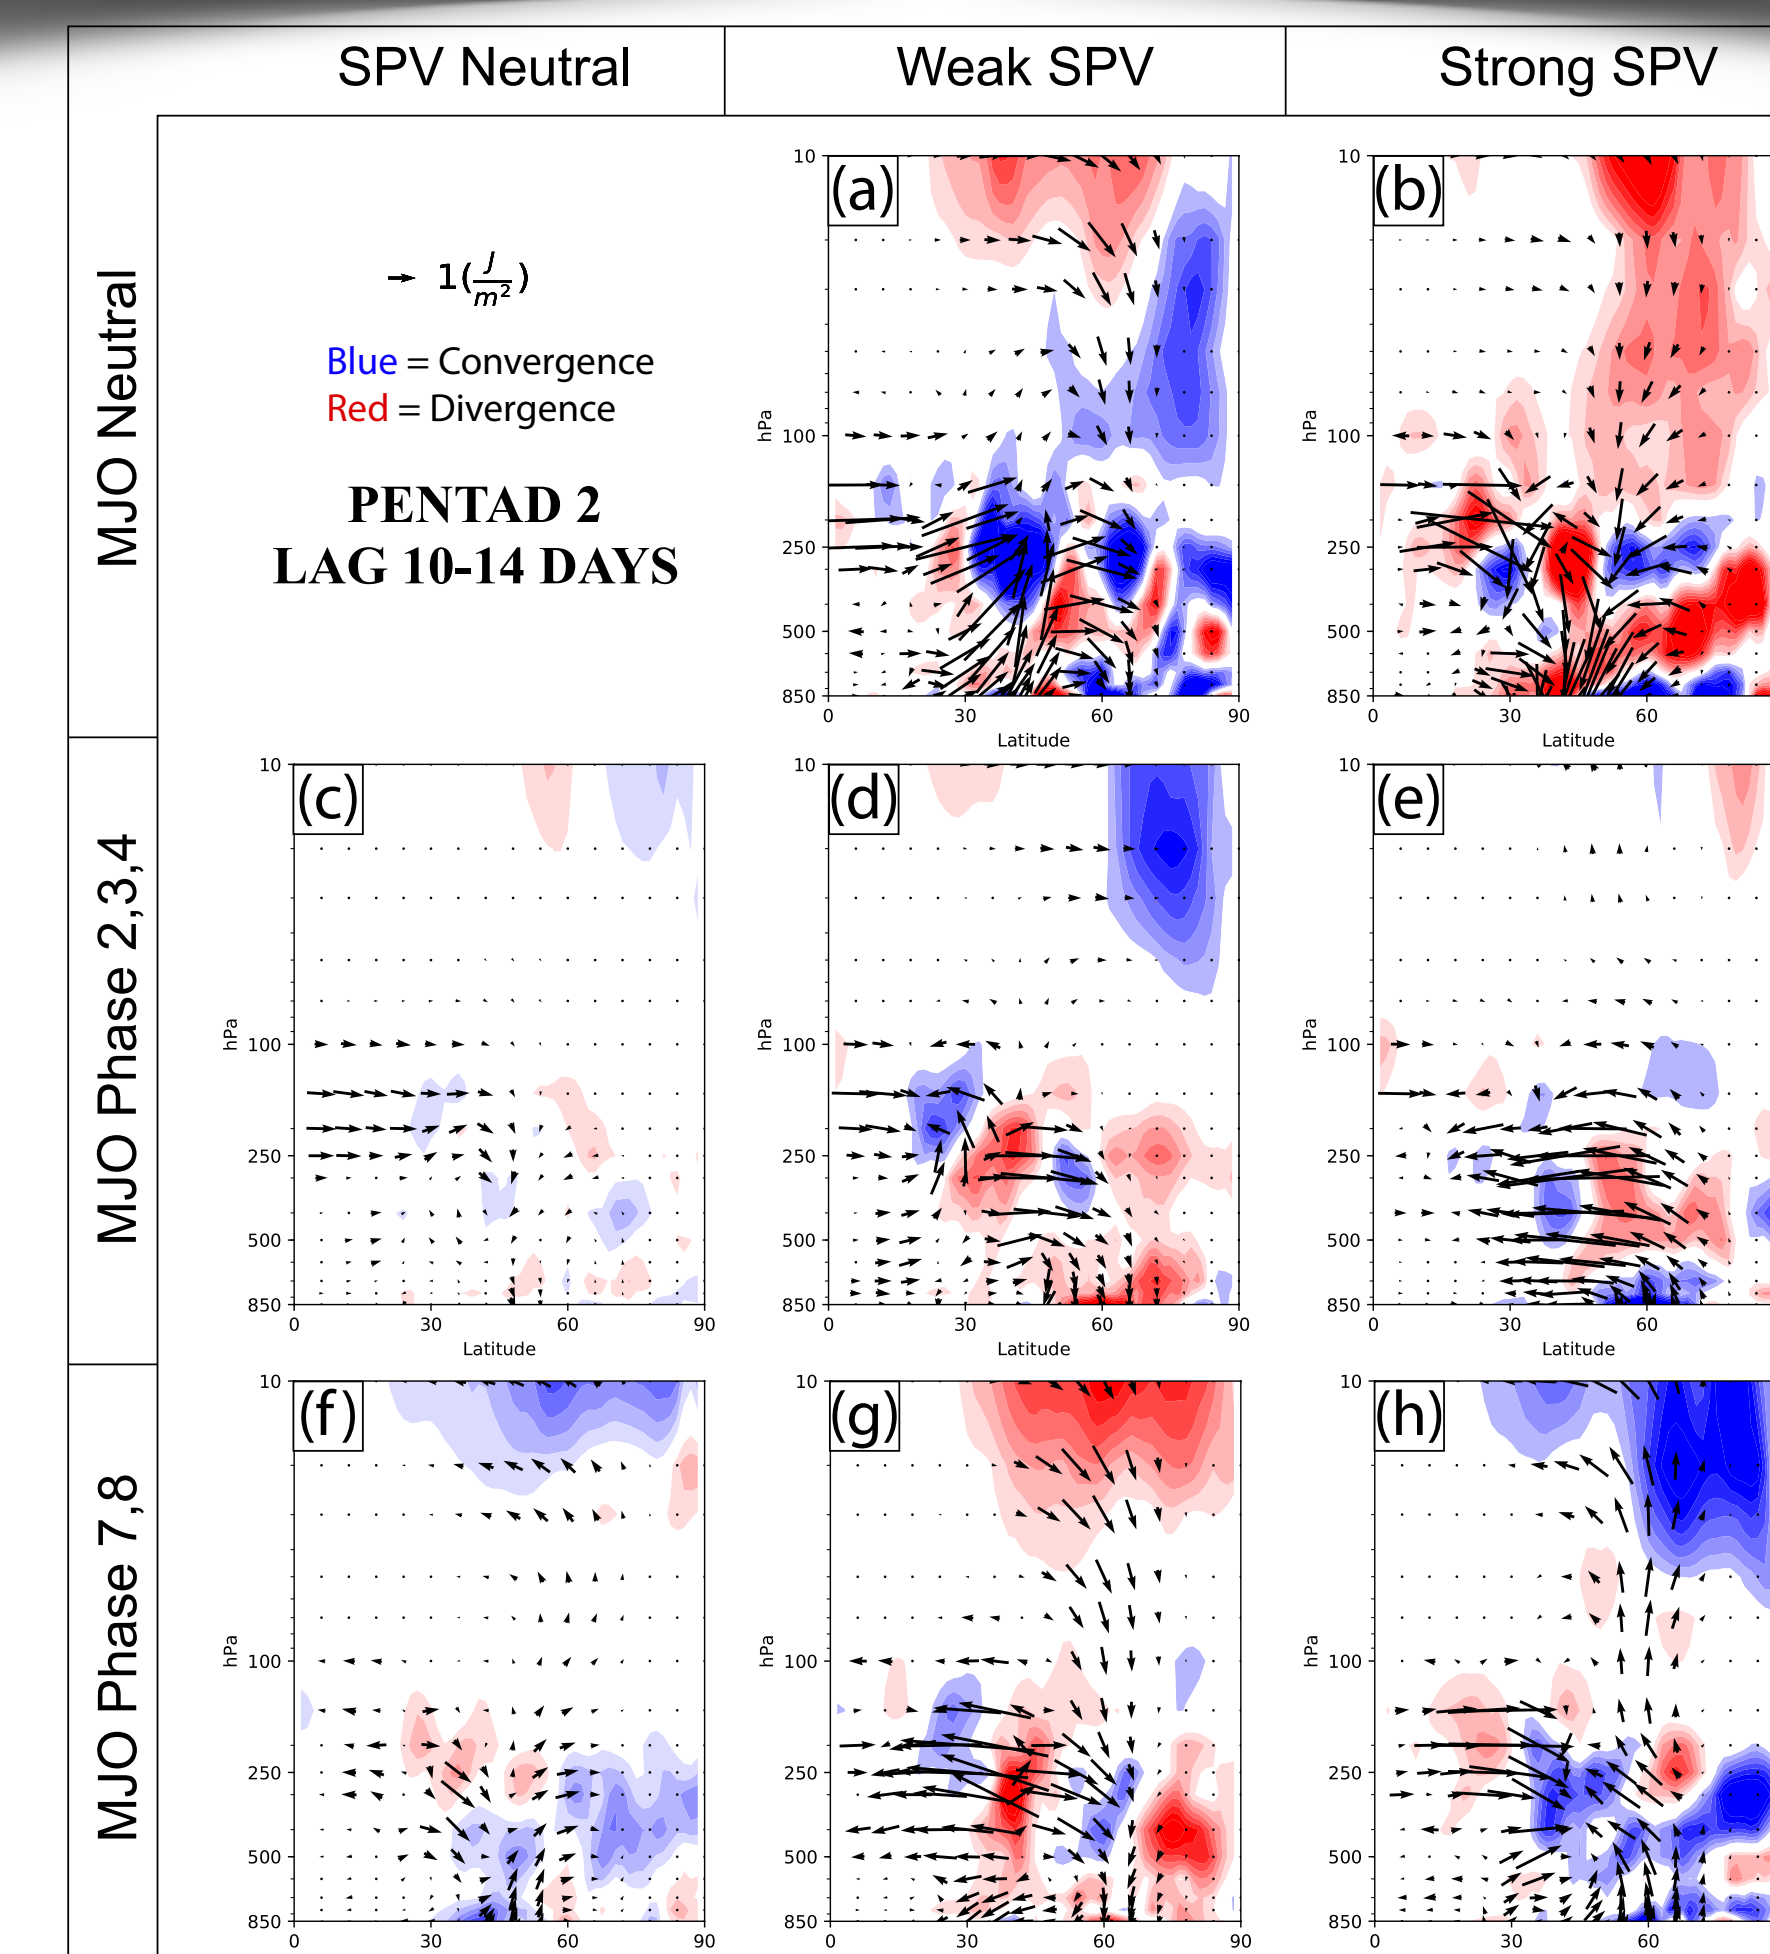 SPV Neutral
Weak SPV
Strong SPV
MJO Neutral
→ 1(J/m²)
Blue = Convergence
Red = Divergence
PENTAD 2
LAG 10-14 DAYS
(a)
10
100
250
500
850
hPa
0 30 60 90
Latitude
(b)
10
100
250
500
850
hPa
0 30 60
Latitude
MJO Phase 2,3,4
(c)
10
100
250
500
850
hPa
0 30 60 90
Latitude
(d)
10
100
250
500
850
hPa
0 30 60 90
Latitude
(e)
10
100
250
500
850
hPa
0 30 60
Latitude
MJO Phase 7,8
(f)
10
100
250
500
850
hPa
0 30 60 90
(g)
10
100
250
500
850
hPa
0 30 60 90
(h)
10
100
250
500
850
hPa
0 30 60